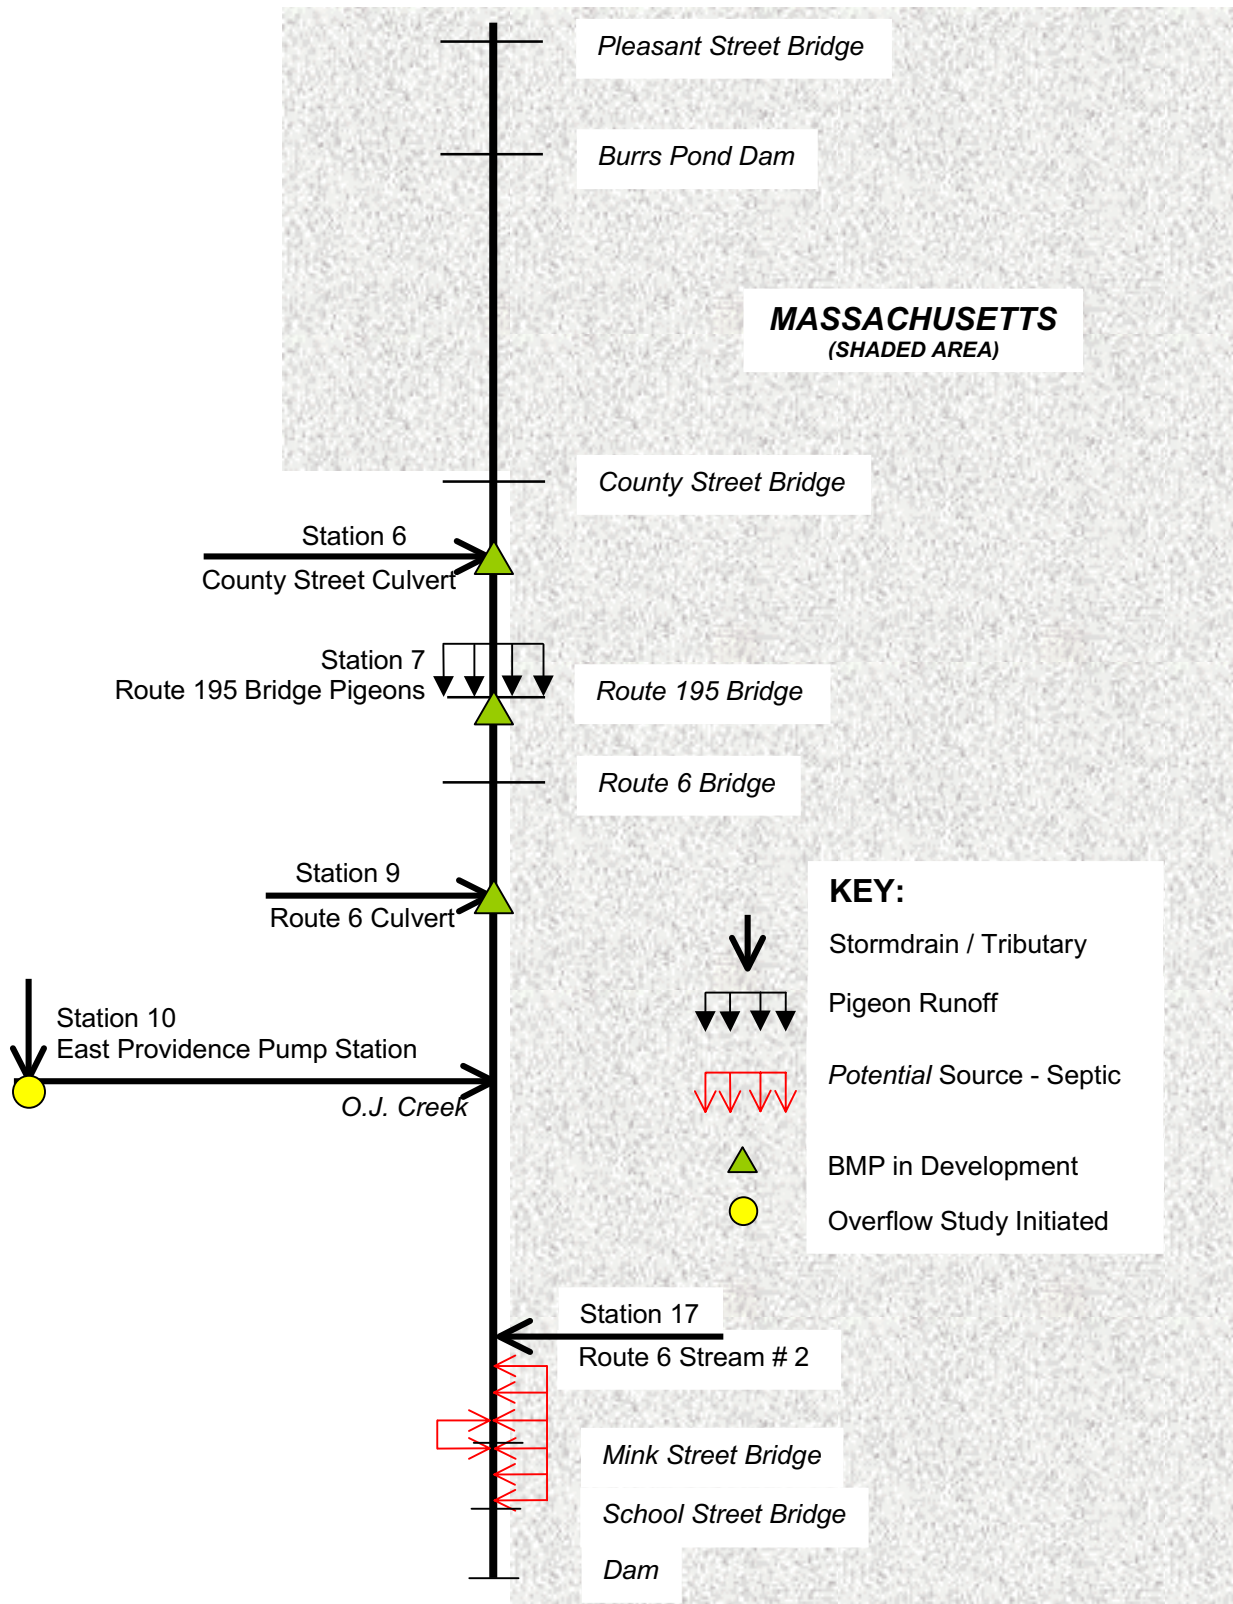 Pleasant Street Bridge
Burrs Pond Dam
MASSACHUSETTS
(SHADED AREA)
County Street Bridge
Station 6
County Street Culvert
Station 7
Route 195 Bridge Pigeons
Route 195 Bridge
Route 6 Bridge
Station 9
Route 6 Culvert
Station 10
East Providence Pump Station
O.J. Creek
KEY:
Stormdrain / Tributary
Pigeon Runoff
Potential Source - Septic
BMP in Development
Overflow Study Initiated
Station 17
Route 6 Stream # 2
Mink Street Bridge
School Street Bridge
Dam